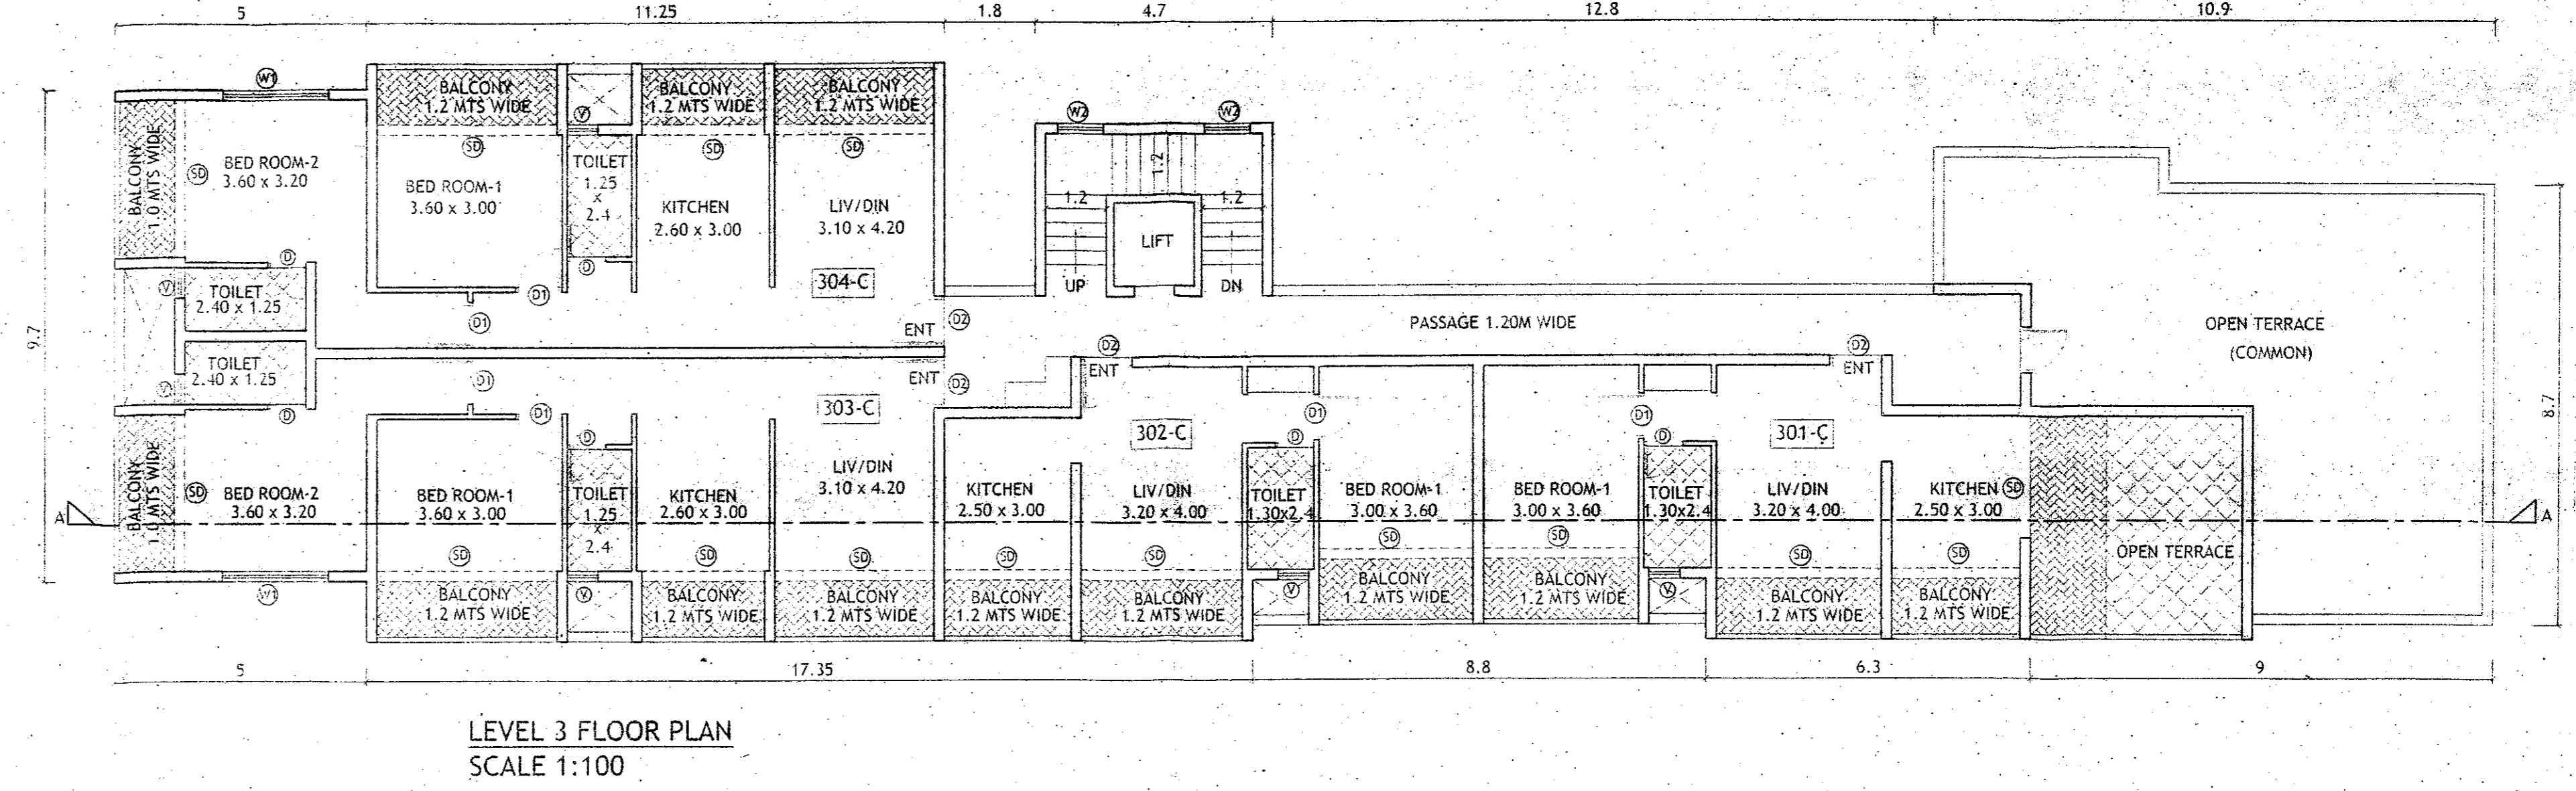 5
11.25
1.8
4.7
12.8
10.9
9.7
8.7
W1
BALCONY
1.2 MTS WIDE
BALCONY
1.2 MTS WIDE
BALCONY
1.2 MTS WIDE
V
W2
W2
BALCONY
1.0 MTS WIDE
SD
BED ROOM-2
3.60 x 3.20
SD
BED ROOM-1
3.60 x 3.00
TOILET
1.25
x
2.4
D
SD
KITCHEN
2.60 x 3.00
SD
LIV/DIN
3.10 x 4.20
304-C
1.2
1.2
1.2
LIFT
UP
DN
D
V
TOILET
2.40 x 1.25
D1
D1
ENT
D2
PASSAGE 1.20M WIDE
OPEN TERRACE
(COMMON)
V
TOILET
2.40 x 1.25
D
D1
D1
ENT
D2
303-C
D2
ENT
302-C
D1
D1
D2
ENT
301-C
BALCONY
1.0 MTS WIDE
SD
BED ROOM-2
3.60 x 3.20
W1
BED ROOM-1
3.60 x 3.00
SD
D
TOILET
1.25
x
2.4
V
KITCHEN
2.60 x 3.00
SD
LIV/DIN
3.10 x 4.20
SD
KITCHEN
2.50 x 3.00
SD
LIV/DIN
3.20 x 4.00
SD
D
TOILET
1.30x2.4
V
BED ROOM-1
3.00 x 3.60
SD
BED ROOM-1
3.00 x 3.60
SD
D
TOILET
1.30x2.4
V
LIV/DIN
3.20 x 4.00
SD
KITCHEN
2.50 x 3.00
SD
SD
OPEN TERRACE
A
A
BALCONY
1.2 MTS WIDE
BALCONY
1.2 MTS WIDE
BALCONY
1.2 MTS WIDE
BALCONY
1.2 MTS WIDE
BALCONY
1.2 MTS WIDE
BALCONY
1.2 MTS WIDE
BALCONY
1.2 MTS WIDE
BALCONY
1.2 MTS WIDE
BALCONY
1.2 MTS WIDE
5
17.35
8.8
6.3
9
LEVEL 3 FLOOR PLAN
SCALE 1:100